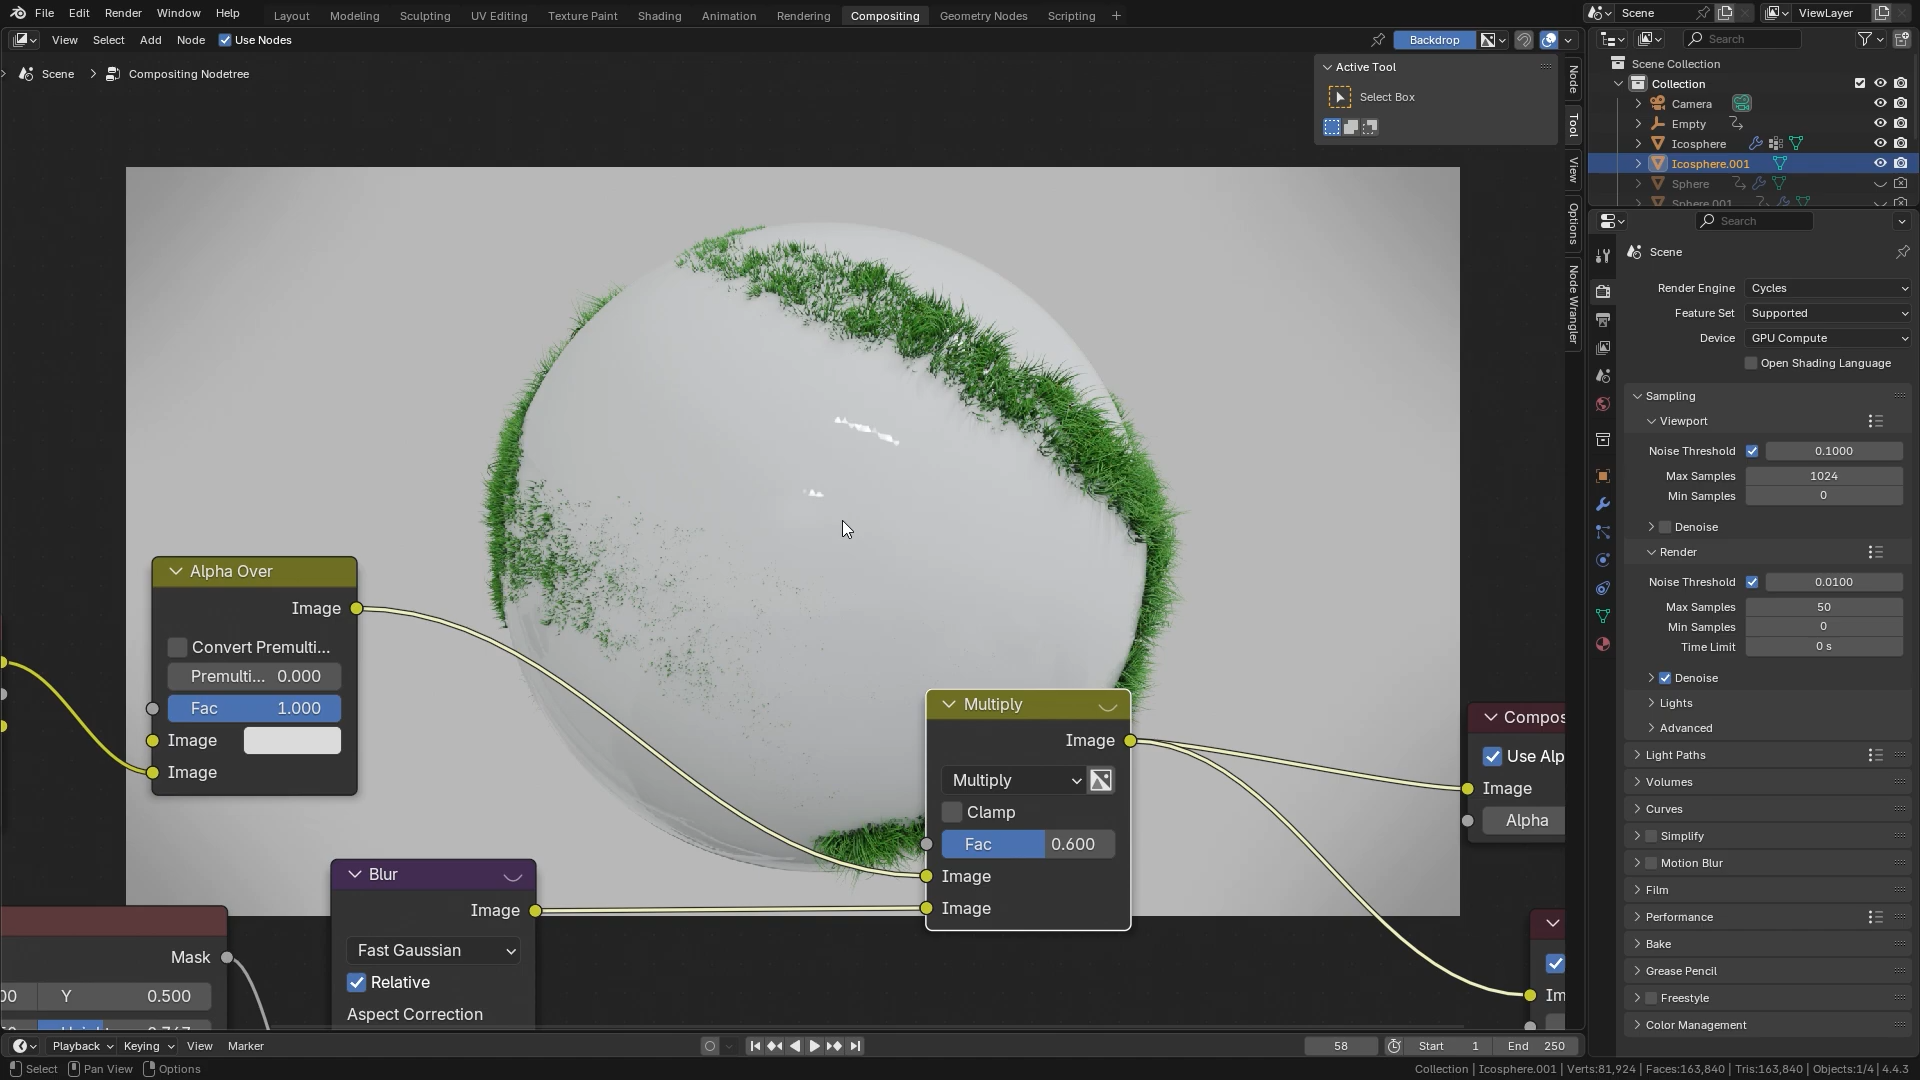 File Edit Render Window Help Layout Modeling Sculpting UV Editing Texture Paint Shading Animation Rendering Compositing Geometry Nodes Scripting + Scene ViewLayer
View Select Add Node Use Nodes Backdrop Search
Scene > Compositing Nodetree
Active Tool
Select Box
Node
Tool
View
Options
Node Wrangler
Scene Collection
Collection
Camera
Empty
Icosphere
Icosphere.001
Sphere
Sphere.001
Search
Scene
Render Engine Cycles
Feature Set Supported
Device GPU Compute
Open Shading Language
Sampling
Viewport
Noise Threshold 0.1000
Max Samples 1024
Min Samples 0
Denoise
Render
Noise Threshold 0.0100
Max Samples 50
Min Samples 0
Time Limit 0 s
Denoise
Lights
Advanced
Light Paths
Volumes
Curves
Simplify
Motion Blur
Film
Performance
Bake
Grease Pencil
Freestyle
Color Management
Alpha Over
Image
Convert Premulti...
Premulti... 0.000
Fac 1.000
Image
Image
Multiply
Image
Multiply
Clamp
Fac 0.600
Image
Image
Compos
Use Alp
Image
Alpha
Im
Blur
Image
Fast Gaussian
Relative
Aspect Correction
Mask
00 Y 0.500
Playback Keying View Marker 58 Start 1 End 250
Select Pan View Options Collection | Icosphere.001 | Verts:81,924 | Faces:163,840 | Tris:163,840 | Objects:1/4 | 4.4.3